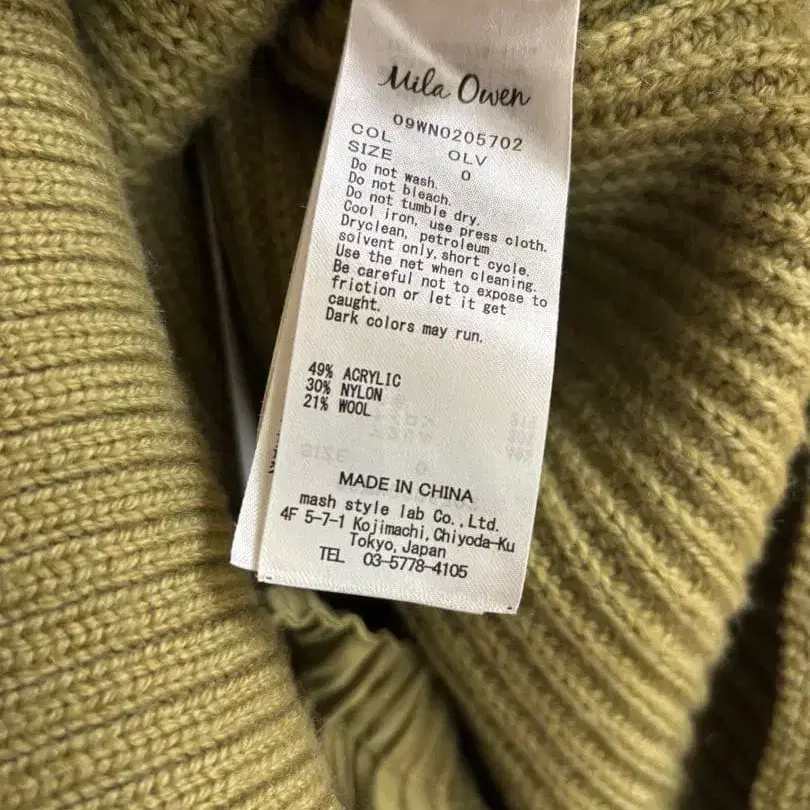 Mila Owen
09WN0205702
COL OLV
SIZE 0
Do not wash.
Do not bleach.
Do not tumble dry.
Cool iron, use press cloth.
Dryclean, petroleum
solvent only, short cycle.
Use the net when cleaning.
Be careful not to expose to
friction or let it get
caught.
Dark colors may run.
49% ACRYLIC
30% NYLON
21% WOOL
MADE IN CHINA
mash style lab Co., Ltd.
4F 5-7-1 Kojimachi, Chiyoda-Ku
Tokyo, Japan
TEL 03-5778-4105